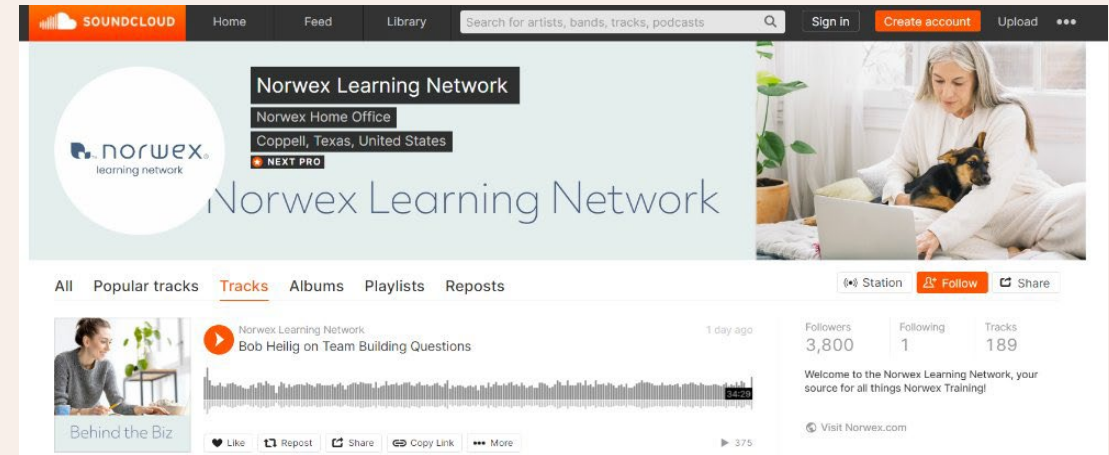 SOUNDCLOUD Home Feed Library Search for artists, bands, tracks, podcasts Sign in Create account Upload
norwex
learning network
Norwex Learning Network
Norwex Home Office
Coppell, Texas, United States
NEXT PRO
Norwex Learning Network
All Popular tracks Tracks Albums Playlists Reposts Station Follow Share
Behind the Biz
Norwex Learning Network 1 day ago
Bob Heilig on Team Building Questions
34:29
Like Repost Share Copy Link More 375
Followers Following Tracks
3,800 1 189
Welcome to the Norwex Learning Network, your
source for all things Norwex Training!
Visit Norwex.com